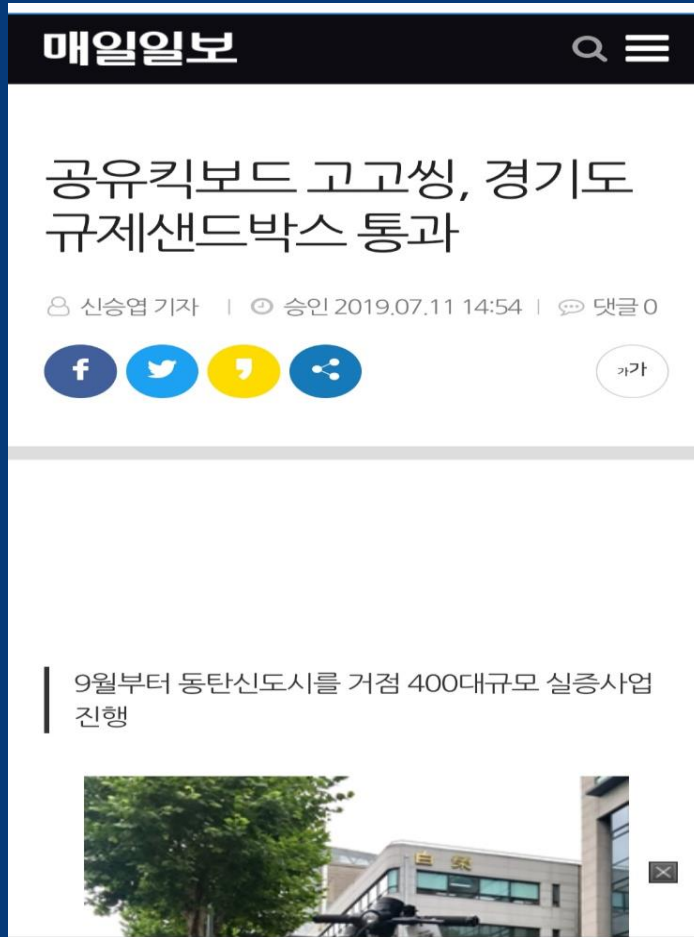 매일일보
공유킥보드 고고씽, 경기도
규제샌드박스 통과
신승엽 기자 | 승인 2019.07.11 14:54 | 댓글 0
가가
9월부터 동탄신도시를 거점 400대규모 실증사업
진행